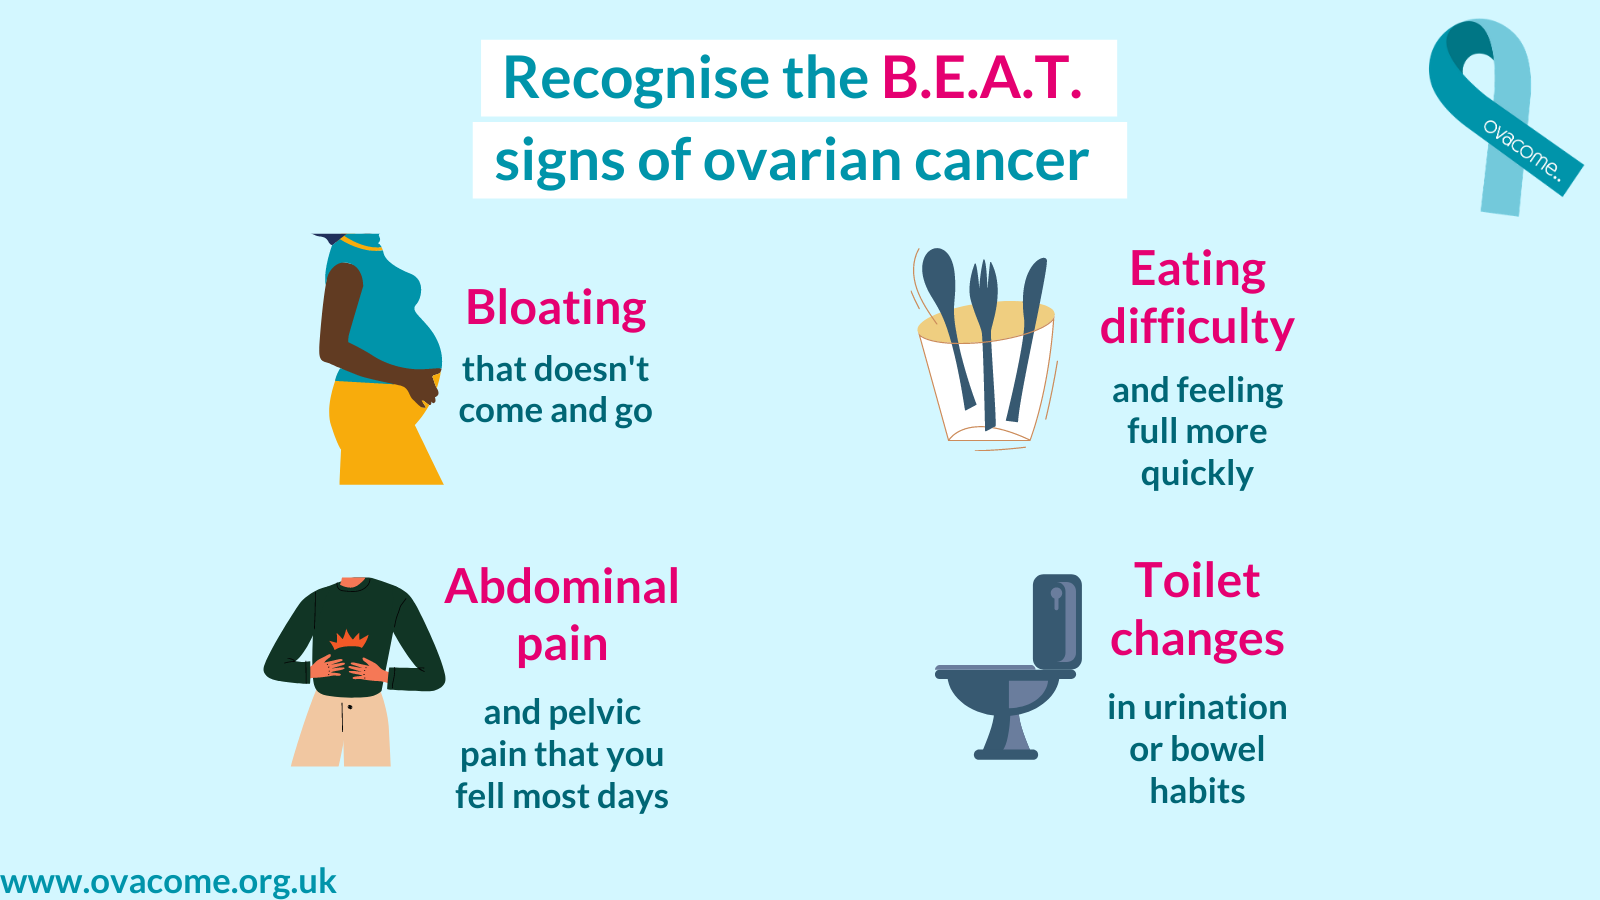 Recognise the B.E.A.T.
signs of ovarian cancer
ovacome..
Bloating
that doesn't
come and go
Eating
difficulty
and feeling
full more
quickly
Abdominal
pain
and pelvic
pain that you
fell most days
Toilet
changes
in urination
or bowel
habits
www.ovacome.org.uk